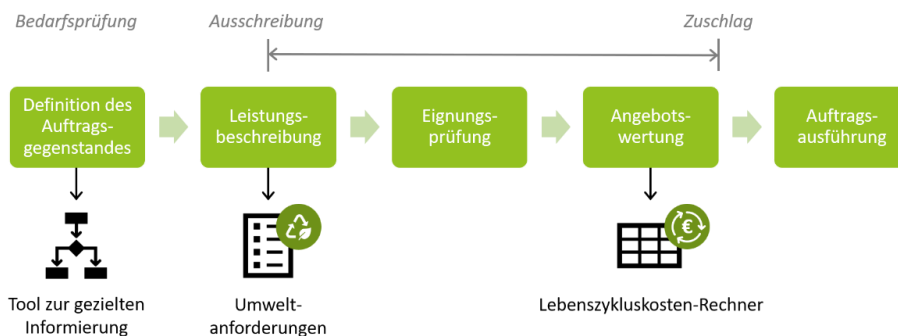 Bedarfsprüfung
Ausschreibung
Zuschlag
Definition des
Auftrags-
gegenstandes
Leistungs-
beschreibung
Eignungs-
prüfung
Angebots-
wertung
Auftrags-
ausführung
€
Tool zur gezielten
Informierung
Umwelt-
anforderungen
Lebenszykluskosten-Rechner